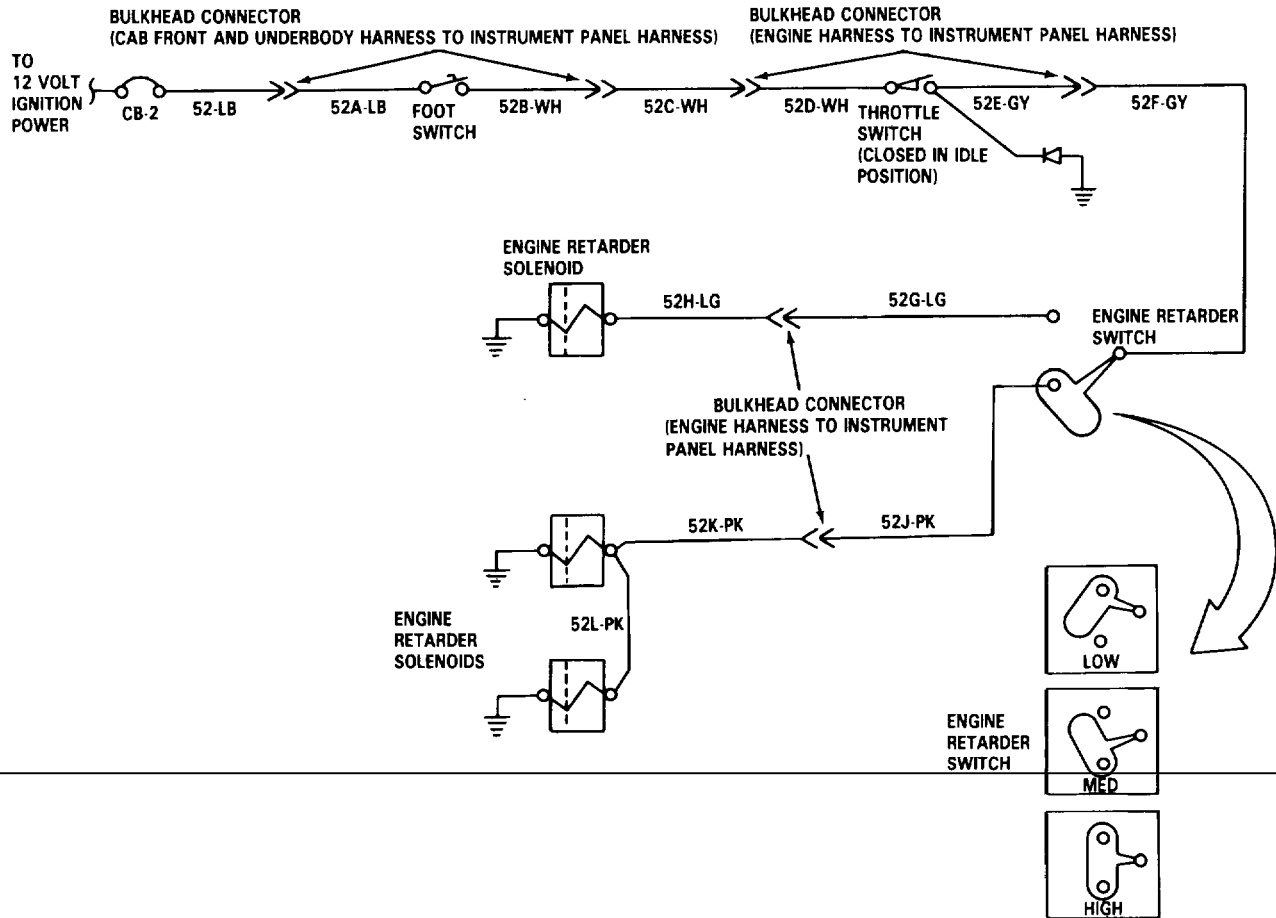 BULKHEAD CONNECTOR
(CAB FRONT AND UNDERBODY HARNESS TO INSTRUMENT PANEL HARNESS)
BULKHEAD CONNECTOR
(ENGINE HARNESS TO INSTRUMENT PANEL HARNESS)
TO
12 VOLT
IGNITION
POWER
CB-2
52-LB
52A-LB
FOOT
SWITCH
52B-WH
52C-WH
52D-WH
THROTTLE
SWITCH
(CLOSED IN IDLE
POSITION)
52E-GY
52F-GY
ENGINE RETARDER
SOLENOID
52H-LG
52G-LG
ENGINE RETARDER
SWITCH
BULKHEAD CONNECTOR
(ENGINE HARNESS TO INSTRUMENT
PANEL HARNESS)
52K-PK
52J-PK
52L-PK
ENGINE
RETARDER
SOLENOIDS
LOW
ENGINE
RETARDER
SWITCH
MED
HIGH